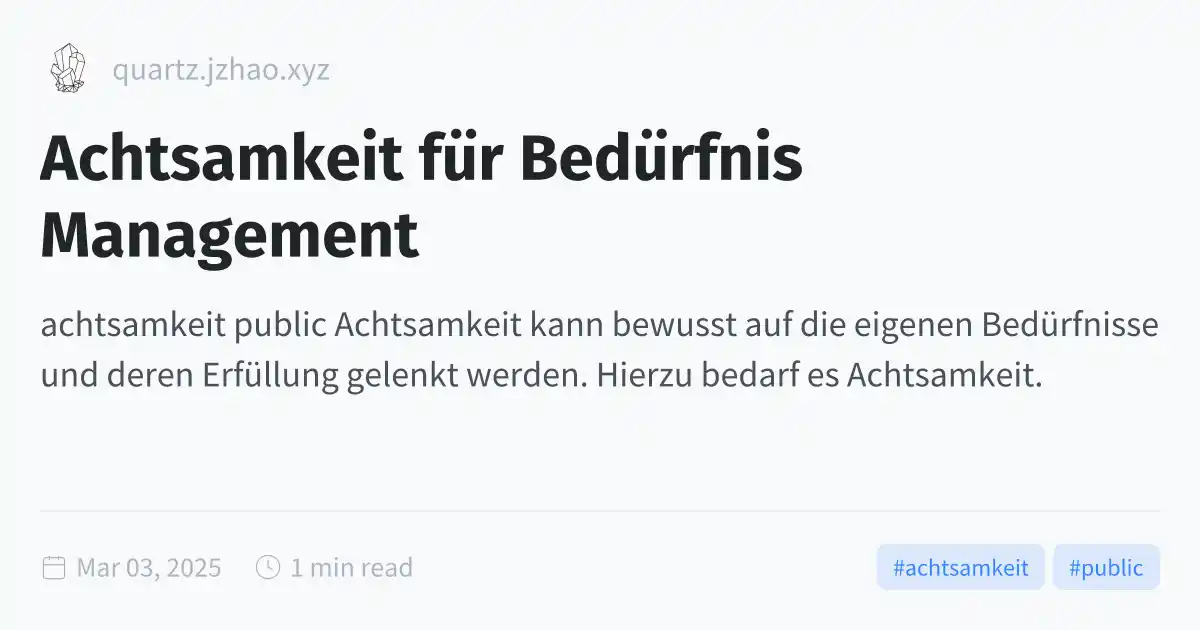 quartz.jzhao.xyz
Achtsamkeit für Bedürfnis
Management
achtsamkeit public Achtsamkeit kann bewusst auf die eigenen Bedürfnisse
und deren Erfüllung gelenkt werden. Hierzu bedarf es Achtsamkeit.
Mar 03, 2025 1 min read #achtsamkeit #public